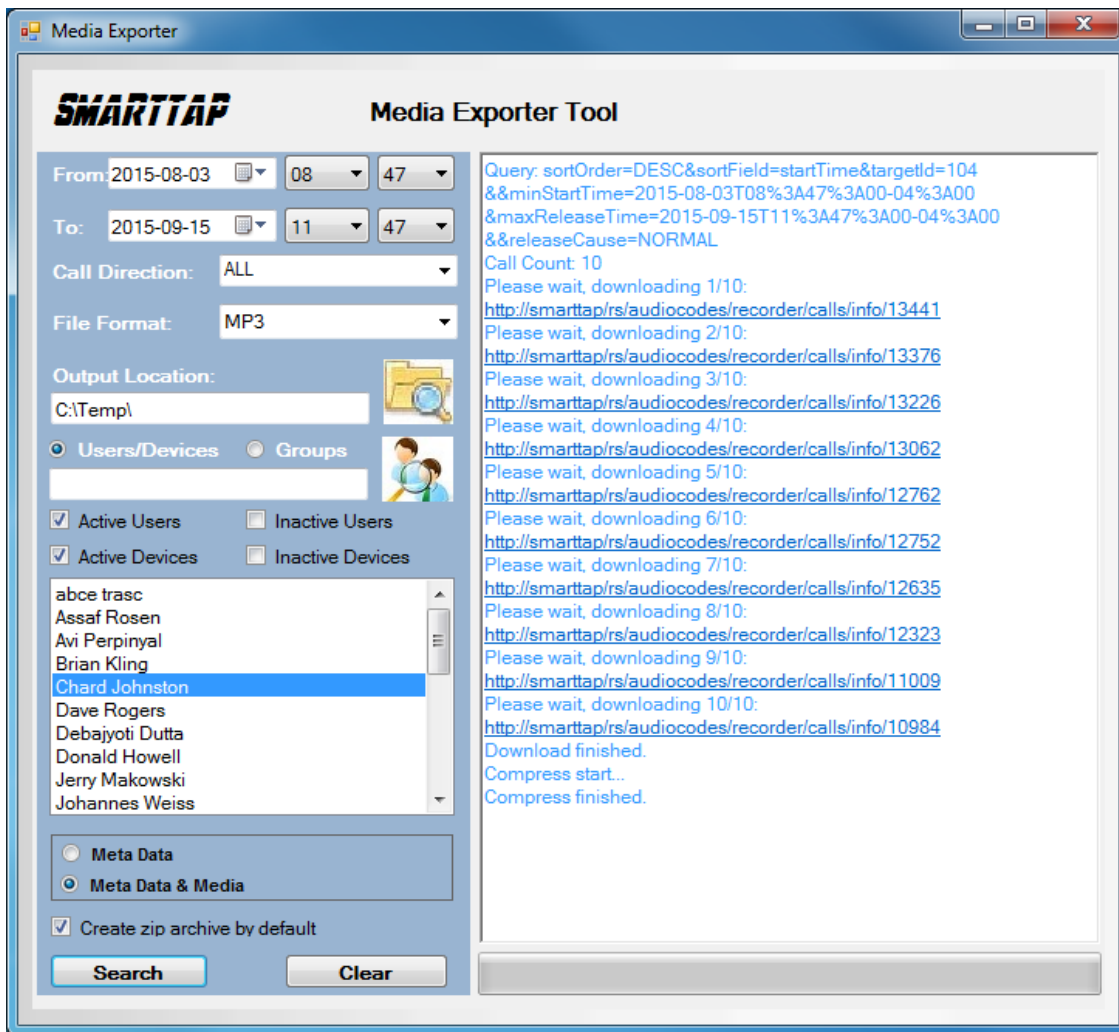 Media Exporter
SMARTTAP
Media Exporter Tool
From: 2015-08-03 08 47
To: 2015-09-15 11 47
Call Direction: ALL
File Format: MP3
Output Location:
C:\Temp\
Users/Devices Groups
Active Users Inactive Users
Active Devices Inactive Devices
abce trasc
Assaf Rosen
Avi Perpinyal
Brian Kling
Chard Johnston
Dave Rogers
Debajyoti Dutta
Donald Howell
Jerry Makowski
Johannes Weiss
Meta Data
Meta Data & Media
Create zip archive by default
Search Clear
Query: sortOrder=DESC&sortField=startTime&targetId=104
&&minStartTime=2015-08-03T08%3A47%3A00-04%3A00
&maxReleaseTime=2015-09-15T11%3A47%3A00-04%3A00
&&releaseCause=NORMAL
Call Count: 10
Please wait, downloading 1/10:
http://smarttap/rs/audiocodes/recorder/calls/info/13441
Please wait, downloading 2/10:
http://smarttap/rs/audiocodes/recorder/calls/info/13376
Please wait, downloading 3/10:
http://smarttap/rs/audiocodes/recorder/calls/info/13226
Please wait, downloading 4/10:
http://smarttap/rs/audiocodes/recorder/calls/info/13062
Please wait, downloading 5/10:
http://smarttap/rs/audiocodes/recorder/calls/info/12762
Please wait, downloading 6/10:
http://smarttap/rs/audiocodes/recorder/calls/info/12752
Please wait, downloading 7/10:
http://smarttap/rs/audiocodes/recorder/calls/info/12635
Please wait, downloading 8/10:
http://smarttap/rs/audiocodes/recorder/calls/info/12323
Please wait, downloading 9/10:
http://smarttap/rs/audiocodes/recorder/calls/info/11009
Please wait, downloading 10/10:
http://smarttap/rs/audiocodes/recorder/calls/info/10984
Download finished.
Compress start...
Compress finished.